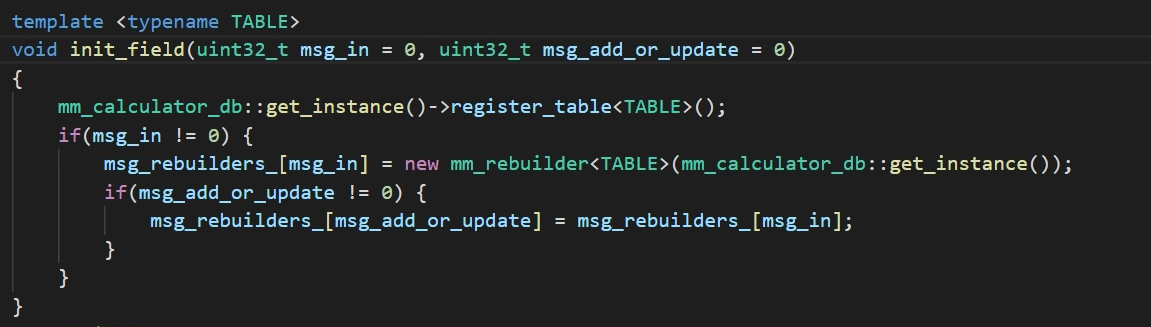 template <typename TABLE>
void init_field(uint32_t msg_in = 0, uint32_t msg_add_or_update = 0)
{
    mm_calculator_db::get_instance()->register_table<TABLE>();
    if(msg_in != 0) {
        msg_rebuilders_[msg_in] = new mm_rebuilder<TABLE>(mm_calculator_db::get_instance());
        if(msg_add_or_update != 0) {
            msg_rebuilders_[msg_add_or_update] = msg_rebuilders_[msg_in];
        }
    }
}